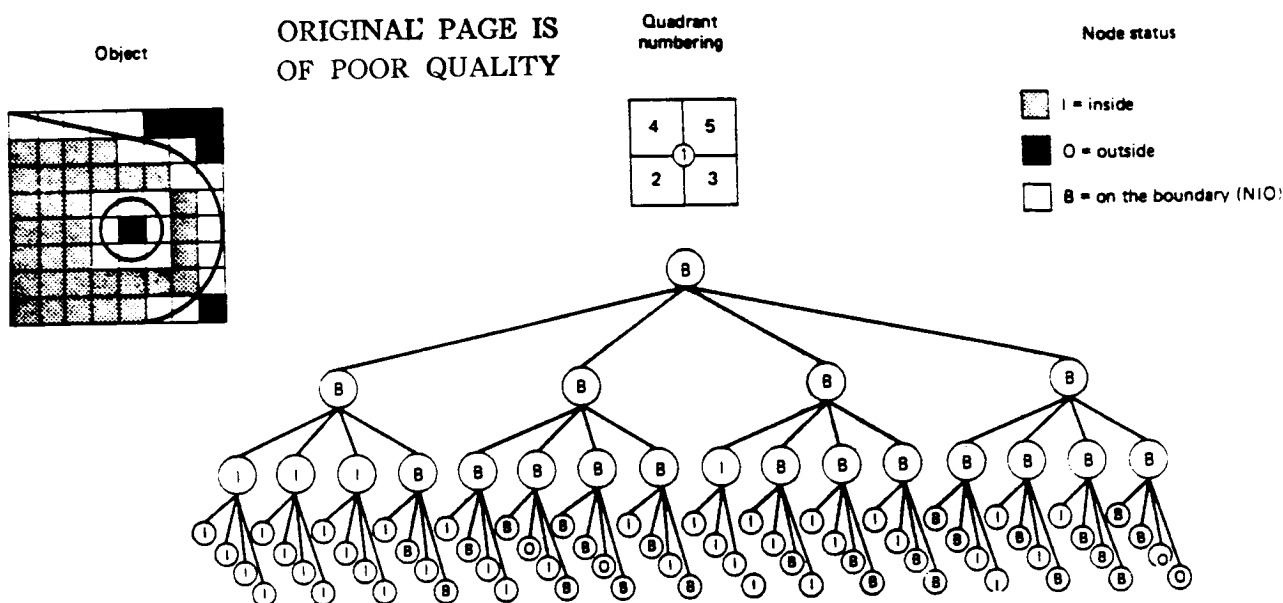 ORIGINAL PAGE IS
OF POOR QUALITY
Object
Quadrant
numbering
Node status
4 5
1
2 3
I = inside
O = outside
B = on the boundary (NIO)
B
B B B B
I I I B B B B B I B B B B B B B
I I I I I B B I I I I I B I I B
I I I B B O B B I I I B B B B B
I I I I I I O I I B B B I I B O
I I I B I B B B I I B B I B B O